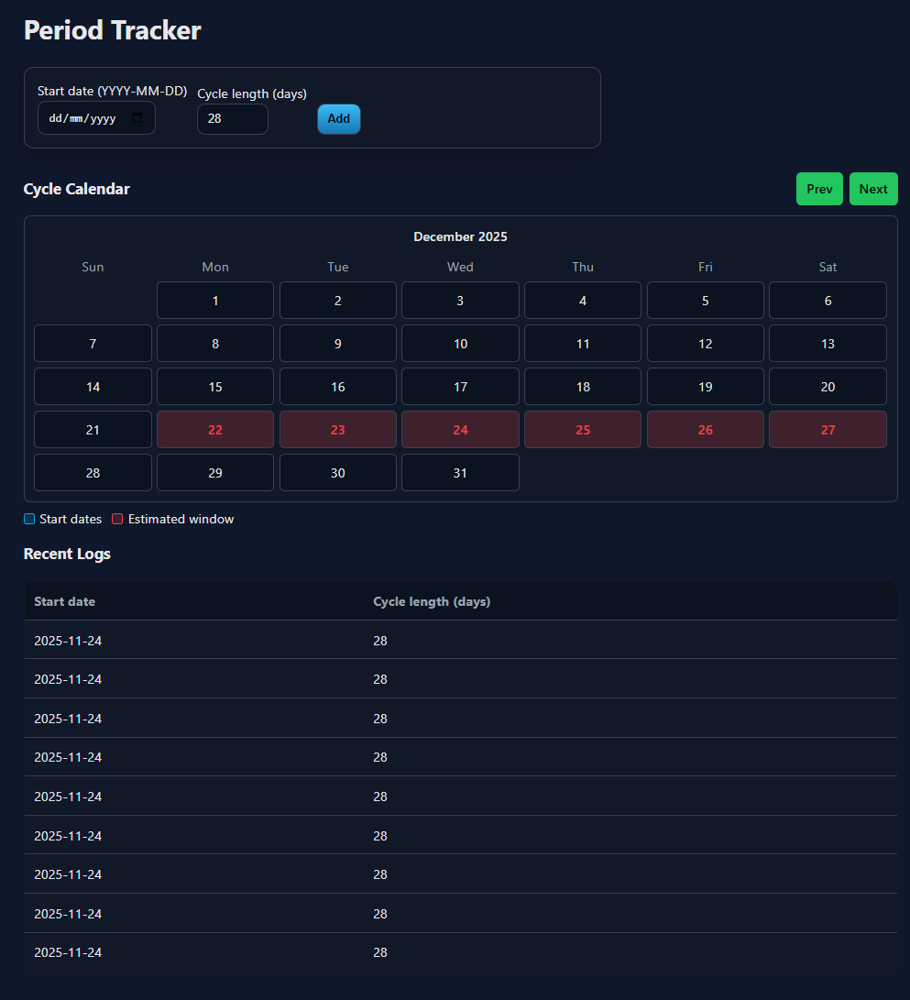 Period Tracker
Start date (YYYY-MM-DD) Cycle length (days)
dd/mm/yyyy 28 Add
Cycle Calendar Prev Next
December 2025
Sun Mon Tue Wed Thu Fri Sat
1 2 3 4 5 6
7 8 9 10 11 12 13
14 15 16 17 18 19 20
21 22 23 24 25 26 27
28 29 30 31
Start dates Estimated window
Recent Logs
Start date Cycle length (days)
2025-11-24 28
2025-11-24 28
2025-11-24 28
2025-11-24 28
2025-11-24 28
2025-11-24 28
2025-11-24 28
2025-11-24 28
2025-11-24 28